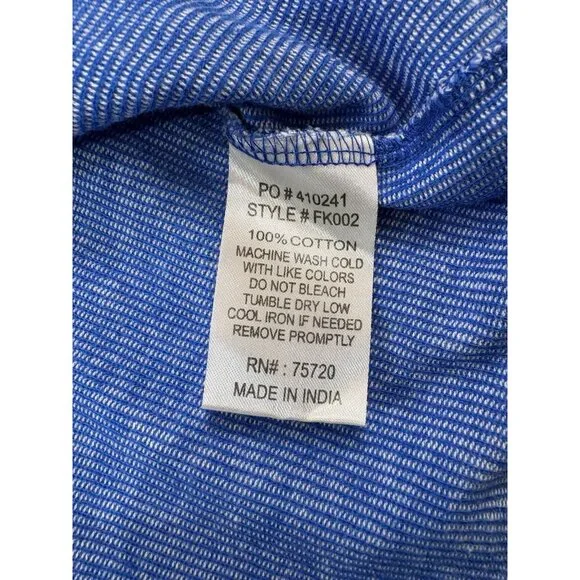 PO # 410241
STYLE # FK002
100% COTTON
MACHINE WASH COLD
WITH LIKE COLORS
DO NOT BLEACH
TUMBLE DRY LOW
COOL IRON IF NEEDED
REMOVE PROMPTLY
RN# : 75720
MADE IN INDIA